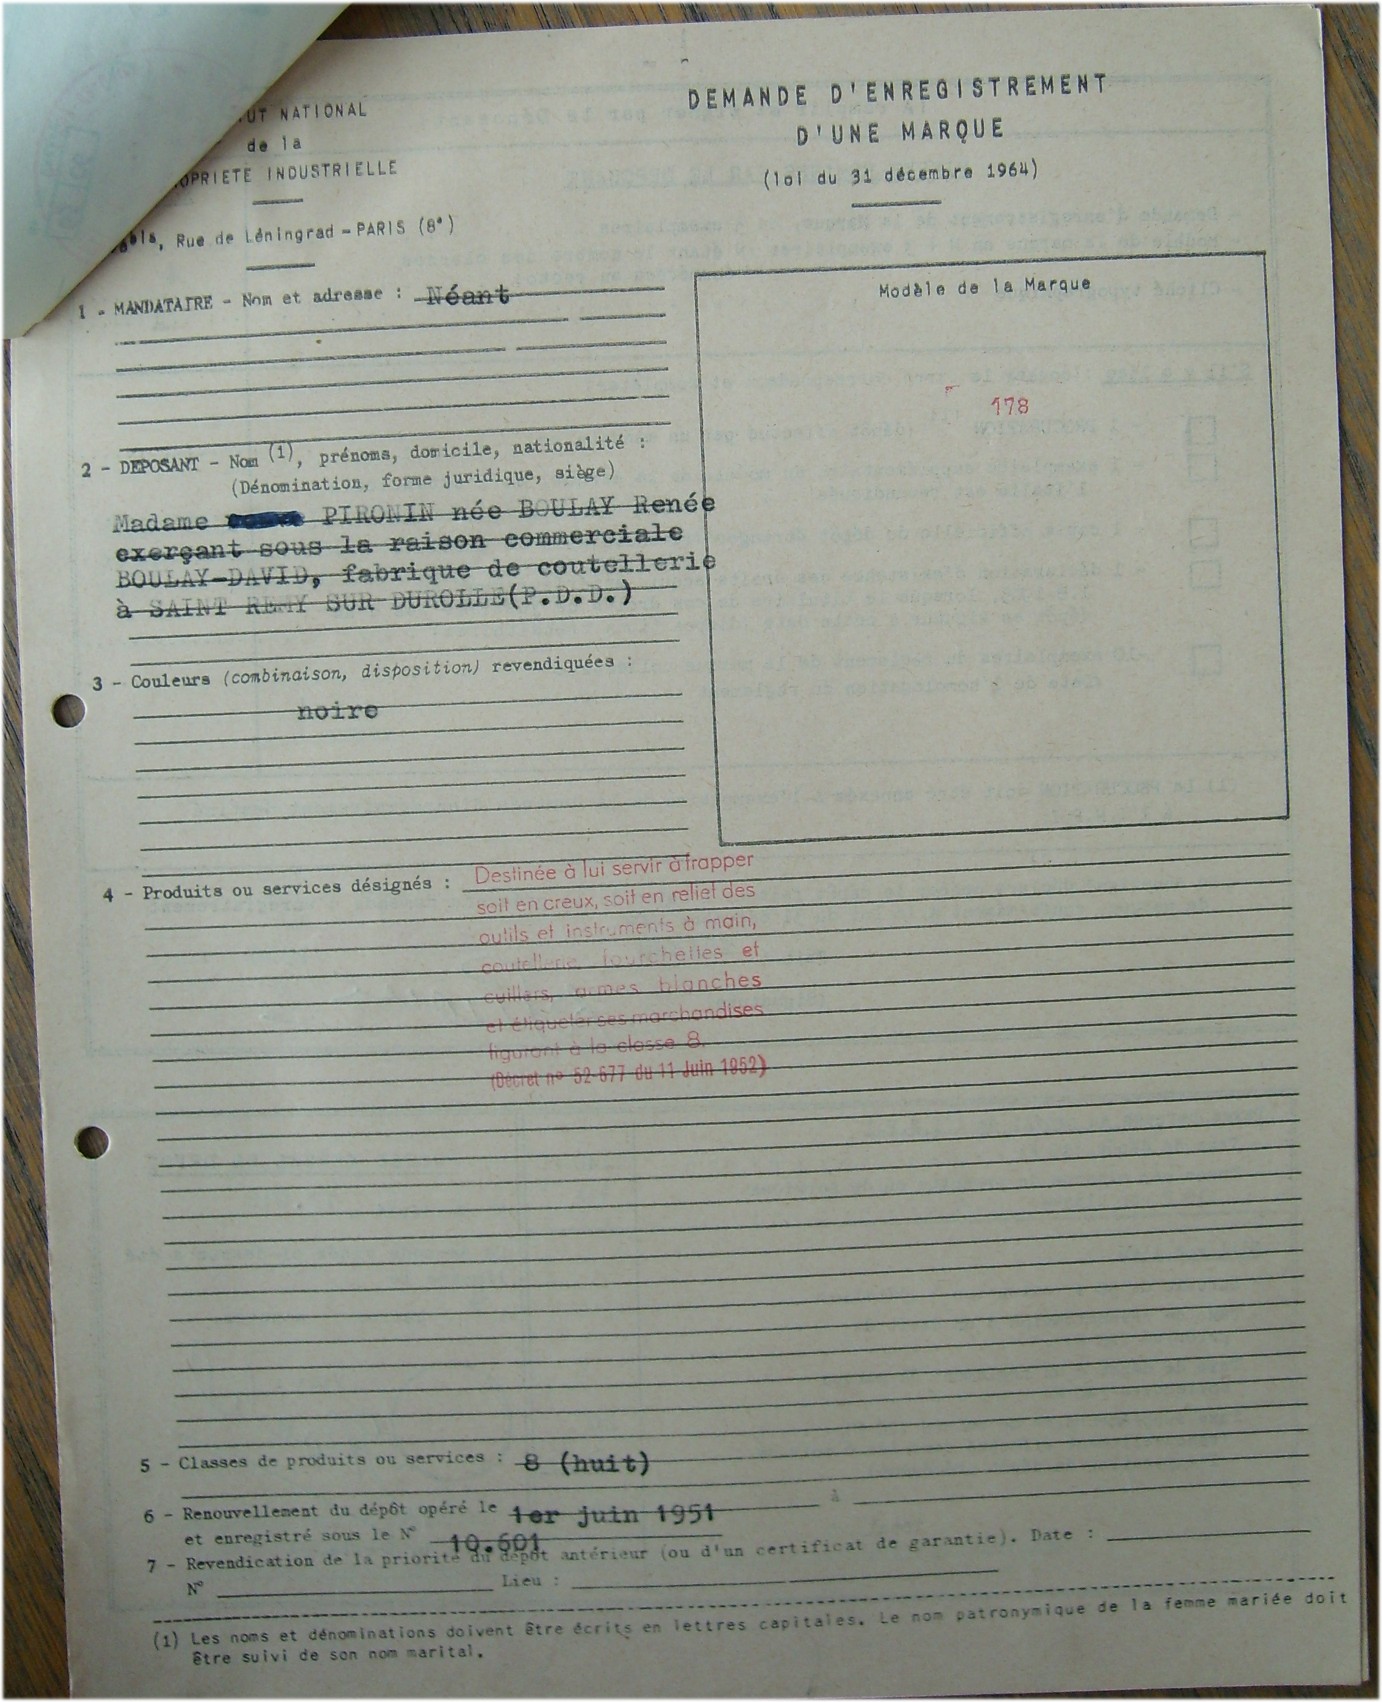 NATIONAL
de la
INDUSTRIELLE
Rue de Léningrad - PARIS (8e)
DEMANDE D'ENREGISTREMENT
D'UNE MARQUE
(loi du 31 décembre 1964)
1 - MANDATAIRE - Nom et adresse : Néant
2 - DEPOSANT - Nom (1), prénoms, domicile, nationalité :
(Dénomination, forme juridique, siège)
Madame PIRONIN née BOULAY Renée
exerçant sous la raison commerciale
BOULAY-DAVID, fabrique de coutellerie
à SAINT REMY SUR DUROLLE(P.D.D.)
3 - Couleurs (combinaison, disposition) revendiquées :
noire
Modèle de la Marque
178
4 - Produits ou services désignés :
Destinée à lui servir à frapper
soit en creux, soit en relief des
outils et instruments à main,
coutellerie, fourchettes et
cuillers, armes blanches
et étiqueter ses marchandises
figurant à la classe 8.
(Décret n° 52-677 du 11 Juin 1952)
5 - Classes de produits ou services : 8 (huit)
6 - Renouvellement du dépôt opéré le 1er juin 1951 à
et enregistré sous le N° 10.601
7 - Revendication de la priorité du dépôt antérieur (ou d'un certificat de garantie). Date :
N° Lieu :
(1) Les noms et dénominations doivent être écrits en lettres capitales. Le nom patronymique de la femme mariée doit
être suivi de son nom marital.